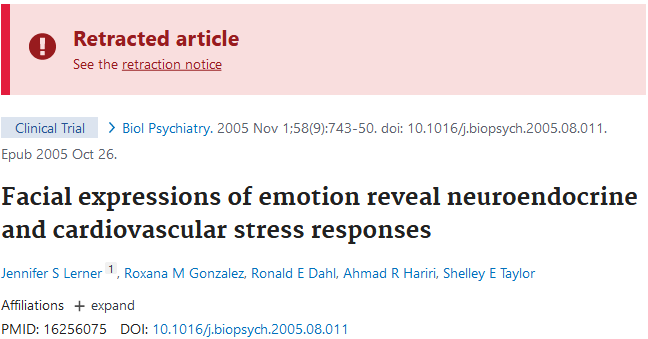 Retracted article
See the retraction notice
Clinical Trial > Biol Psychiatry. 2005 Nov 1;58(9):743-50. doi: 10.1016/j.biopsych.2005.08.011.
Epub 2005 Oct 26.
Facial expressions of emotion reveal neuroendocrine
and cardiovascular stress responses
Jennifer S Lerner 1, Roxana M Gonzalez, Ronald E Dahl, Ahmad R Hariri, Shelley E Taylor
Affiliations + expand
PMID: 16256075 DOI: 10.1016/j.biopsych.2005.08.011